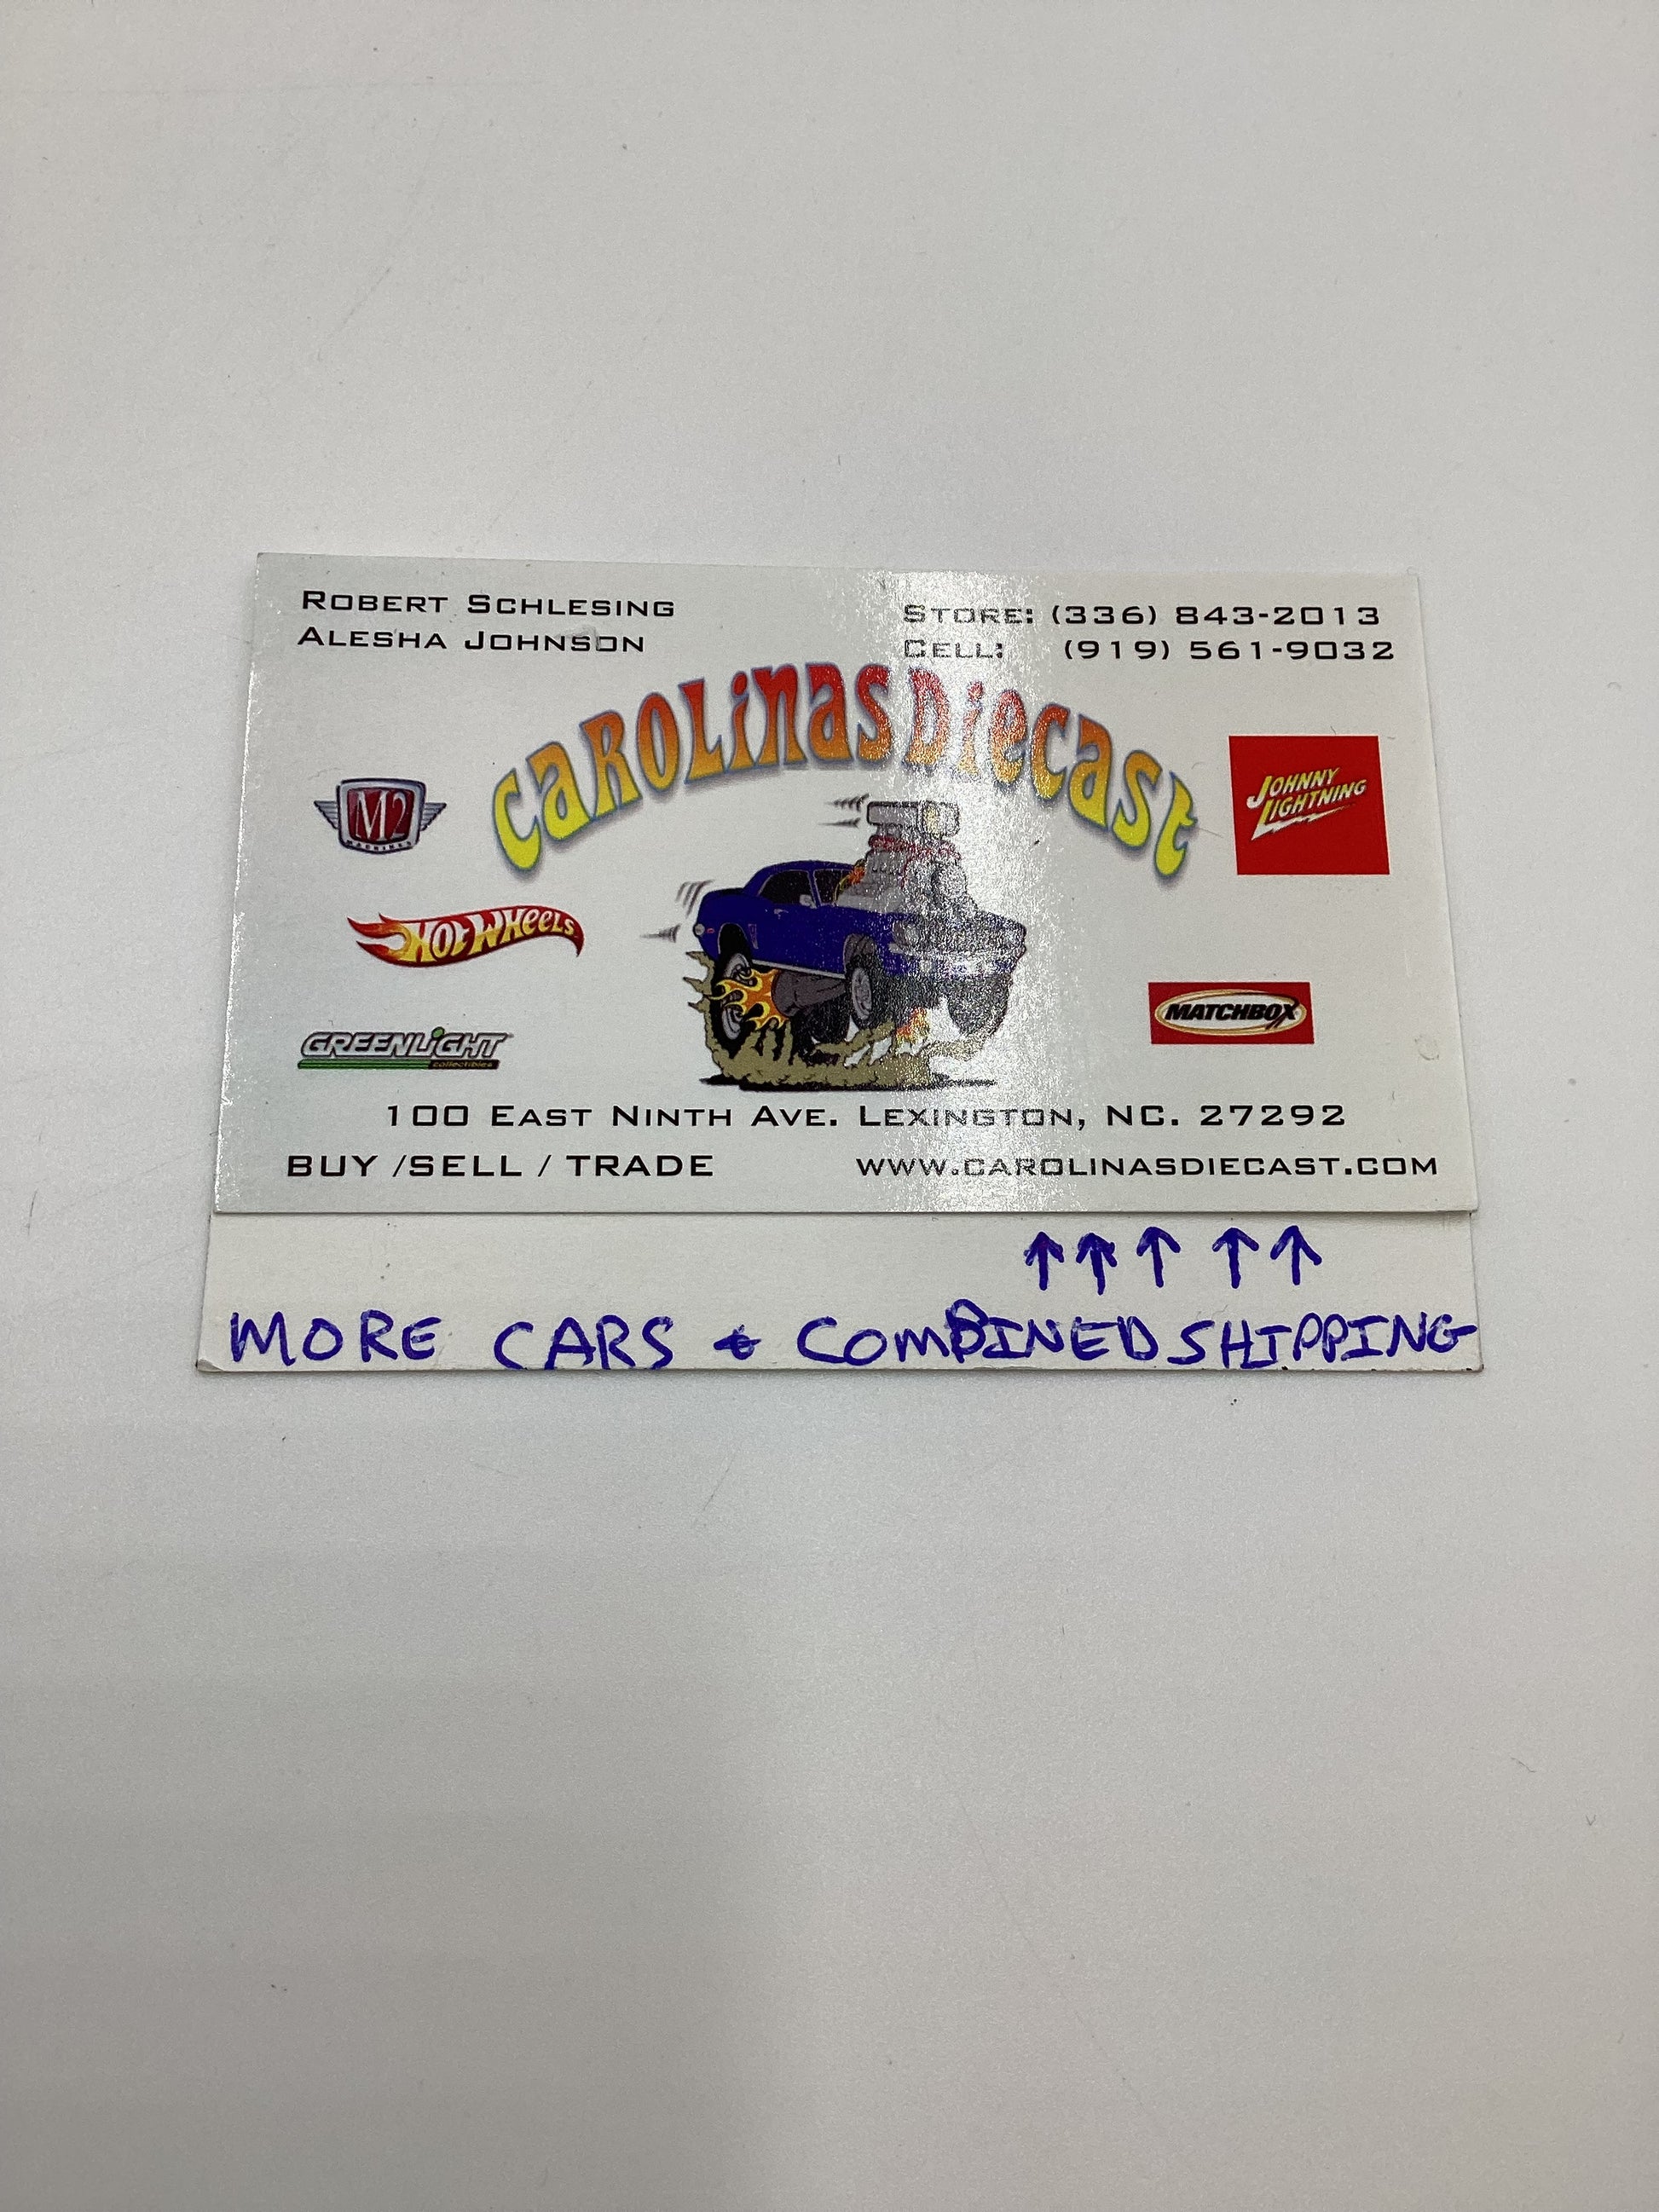 ROBERT SCHLESING
ALESHA JOHNSON
STORE: (336) 843-2013
CELL: (919) 561-9032
CAROLINAS DIECAST
M2
MACHINES
JOHNNY
LIGHTNING
HOT WHEELS
MATCHBOX
GREENLIGHT
collectibles
100 EAST NINTH AVE. LEXINGTON, NC. 27292
BUY /SELL / TRADE
WWW.CAROLINASDIECAST.COM
↑ ↑ ↑ ↑ ↑
MORE CARS & COMBINED SHIPPING